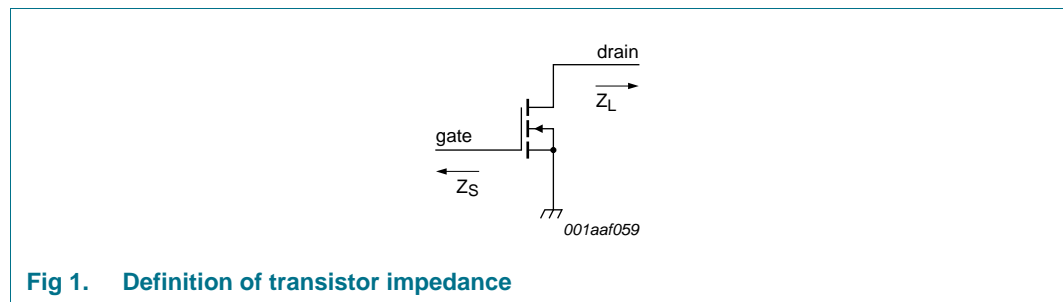 drain
Z_L
gate
Z_S
001aaf059
Fig 1. Definition of transistor impedance